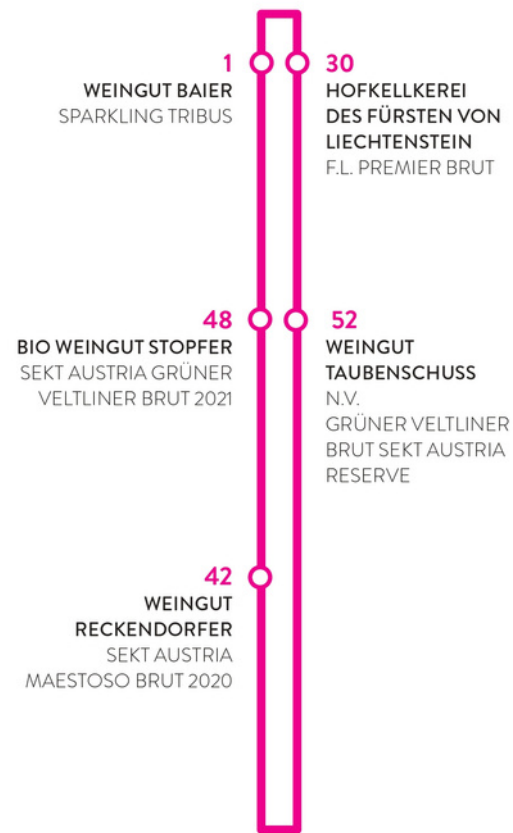 1
WEINGUT BAIER
SPARKLING TRIBUS
30
HOFKELLKEREI
DES FÜRSTEN VON
LIECHTENSTEIN
F.L. PREMIER BRUT
48
BIO WEINGUT STOPFER
SEKT AUSTRIA GRÜNER
VELTLINER BRUT 2021
52
WEINGUT
TAUBENSCHUSS
N.V.
GRÜNER VELTLINER
BRUT SEKT AUSTRIA
RESERVE
42
WEINGUT
RECKENDORFER
SEKT AUSTRIA
MAESTOSO BRUT 2020